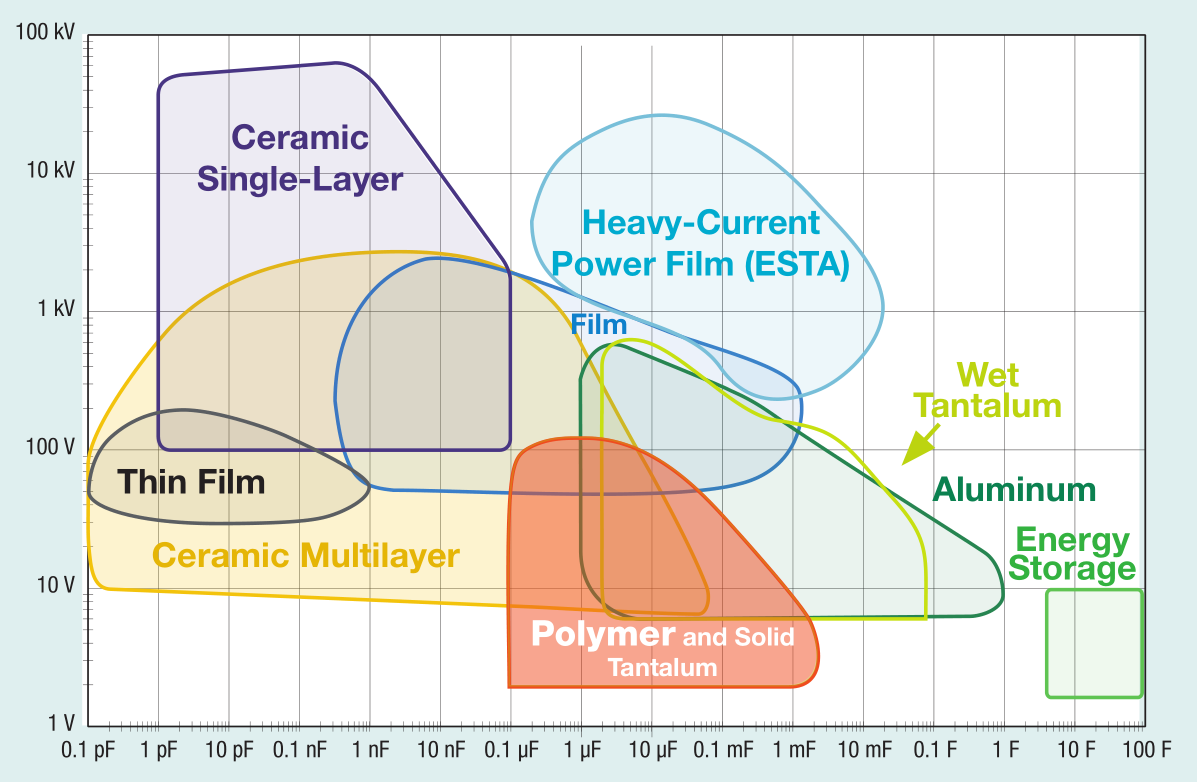 100 kV
10 kV
1 kV
100 V
10 V
1 V
Ceramic
Single-Layer
Heavy-Current
Power Film (ESTA)
Film
Wet
Tantalum
Thin Film
Aluminum
Ceramic Multilayer
Energy
Storage
Polymer and Solid
Tantalum
0.1 pF 1 pF 10 pF 0.1 nF 1 nF 10 nF 0.1 µF 1 µF 10 µF 0.1 mF 1 mF 10 mF 0.1 F 1 F 10 F 100 F